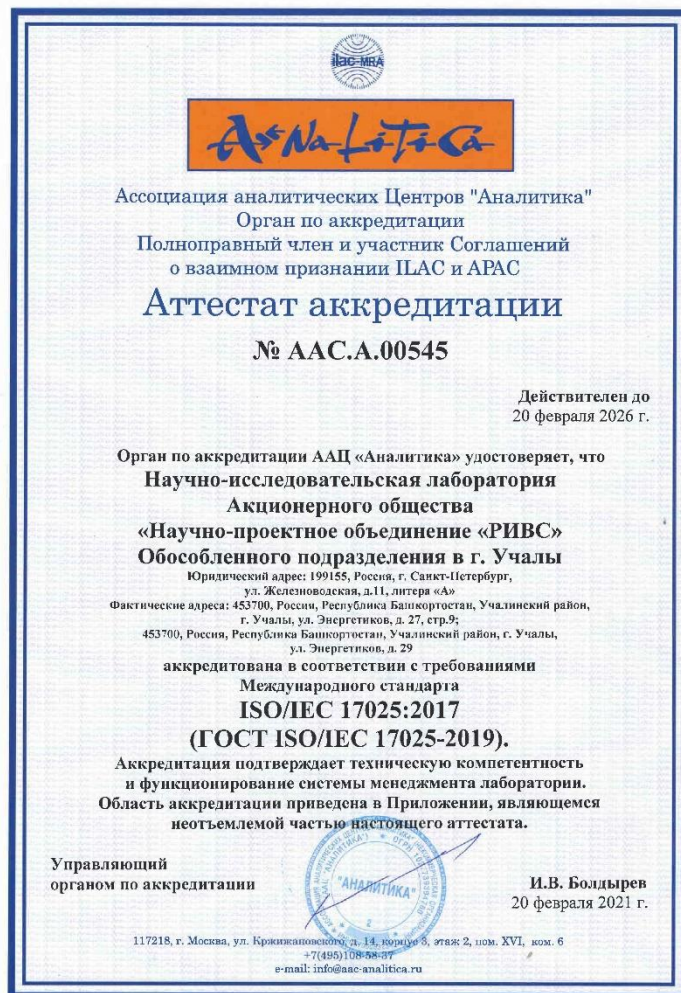 ilac-MRA
AsNaLiTiCa
Ассоциация аналитических Центров "Аналитика"
Орган по аккредитации
Полноправный член и участник Соглашений
о взаимном признании ILAC и APAC
Аттестат аккредитации
№ ААС.А.00545
Действителен до
20 февраля 2026 г.
Орган по аккредитации ААЦ «Аналитика» удостоверяет, что
Научно-исследовательская лаборатория
Акционерного общества
«Научно-проектное объединение «РИВС»
Обособленного подразделения в г. Учалы
Юридический адрес: 199155, Россия, г. Санкт-Петербург,
ул. Железноводская, д.11, литера «А»
Фактические адреса: 453700, Россия, Республика Башкортостан, Учалинский район,
г. Учалы, ул. Энергетиков, д. 27, стр.9;
453700, Россия, Республика Башкортостан, Учалинский район, г. Учалы,
ул. Энергетиков, д. 29
аккредитована в соответствии с требованиями
Международного стандарта
ISO/IEC 17025:2017
(ГОСТ ISO/IEC 17025-2019).
Аккредитация подтверждает техническую компетентность
и функционирование системы менеджмента лаборатории.
Область аккредитации приведена в Приложении, являющемся
неотъемлемой частью настоящего аттестата.
Управляющий
органом по аккредитации
"АНАЛИТИКА"
2
И.В. Болдырев
20 февраля 2021 г.
117218, г. Москва, ул. Кржижановского, д. 14, корпус 3, этаж 2, пом. XVI, ком. 6
+7(495)108-58-37
e-mail: info@aac-analitica.ru